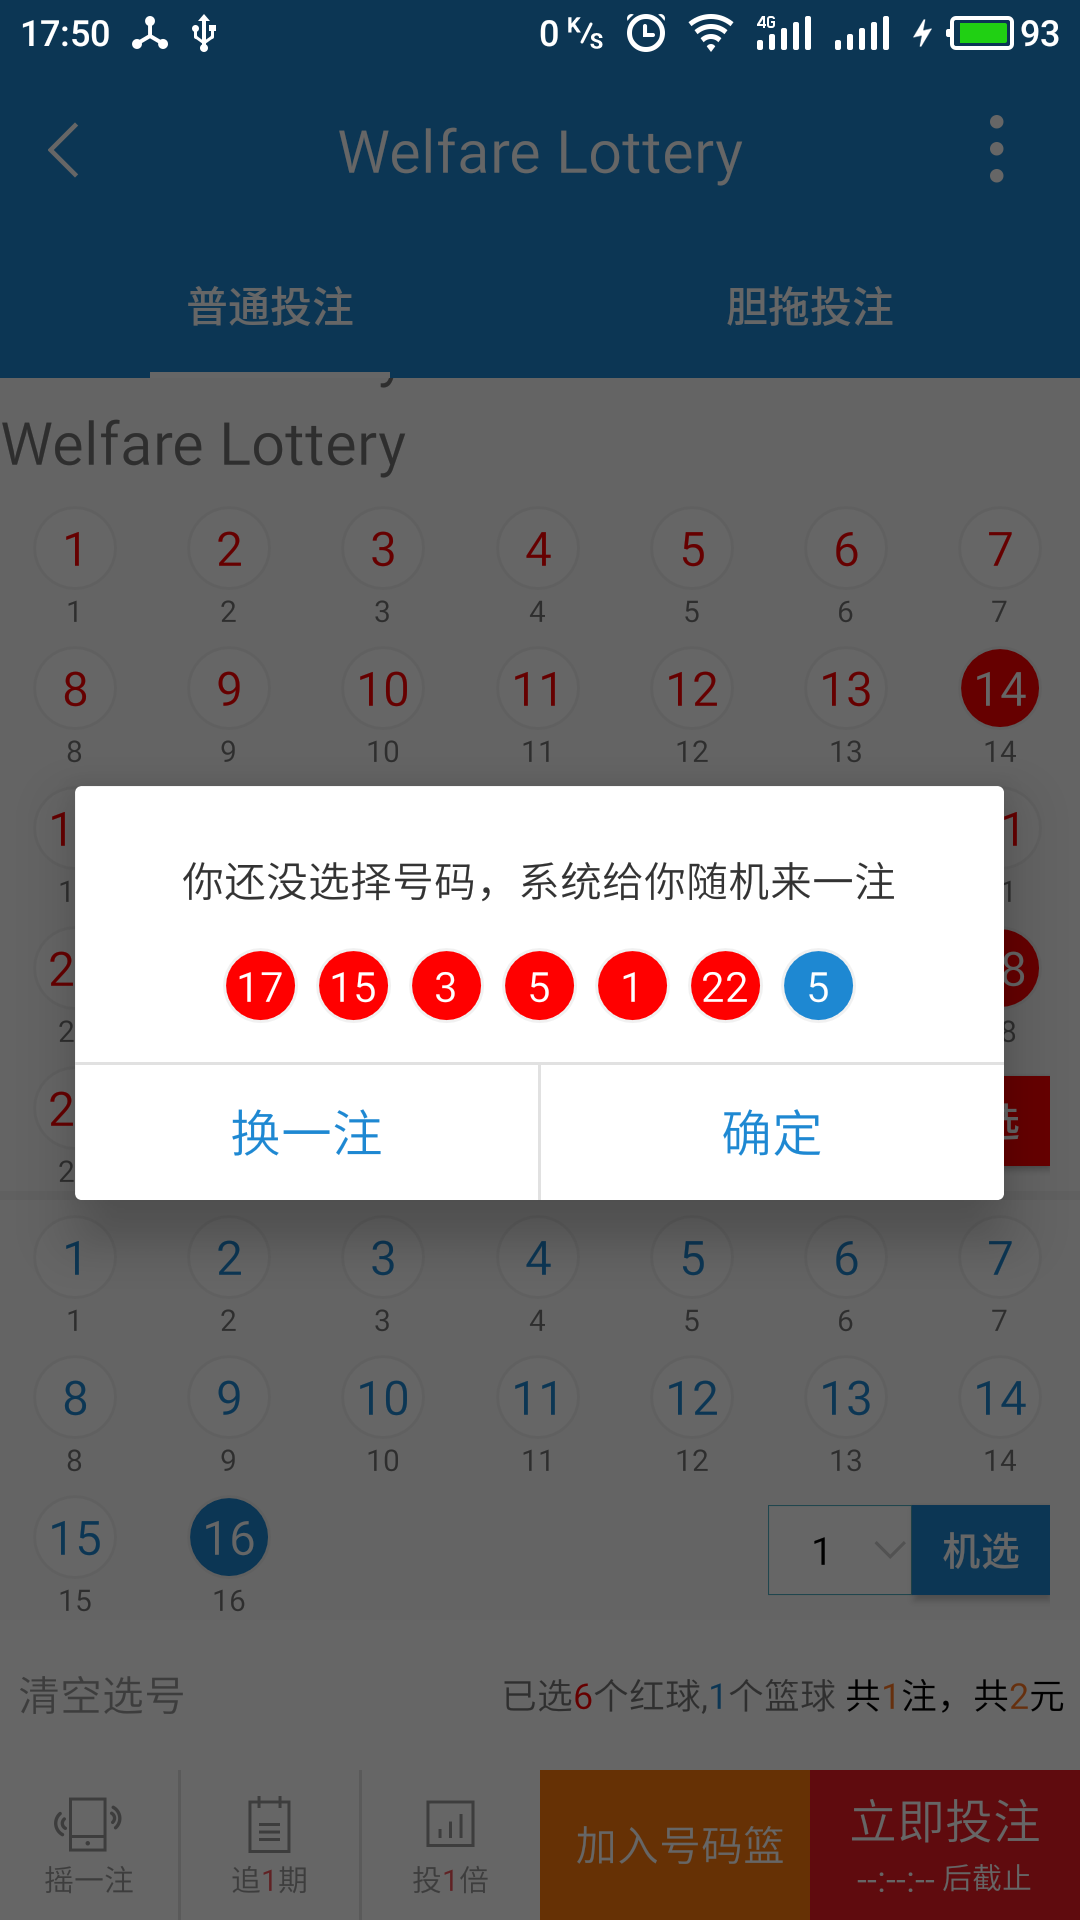 17:50 0 K/S 4G 93
Welfare Lottery
普通投注 胆拖投注
Welfare Lottery
1 2 3 4 5 6 7
1 2 3 4 5 6 7
8 9 10 11 12 13 14
8 9 10 11 12 13 14
你还没选择号码，系统给你随机来一注
17 15 3 5 1 22 5
换一注 确定
1 2 3 4 5 6 7
1 2 3 4 5 6 7
8 9 10 11 12 13 14
8 9 10 11 12 13 14
15 16 1 机选
15 16
清空选号 已选6个红球,1个篮球 共1注，共2元
摇一注 追1期 投1倍 加入号码篮 立即投注
--:--:-- 后截止